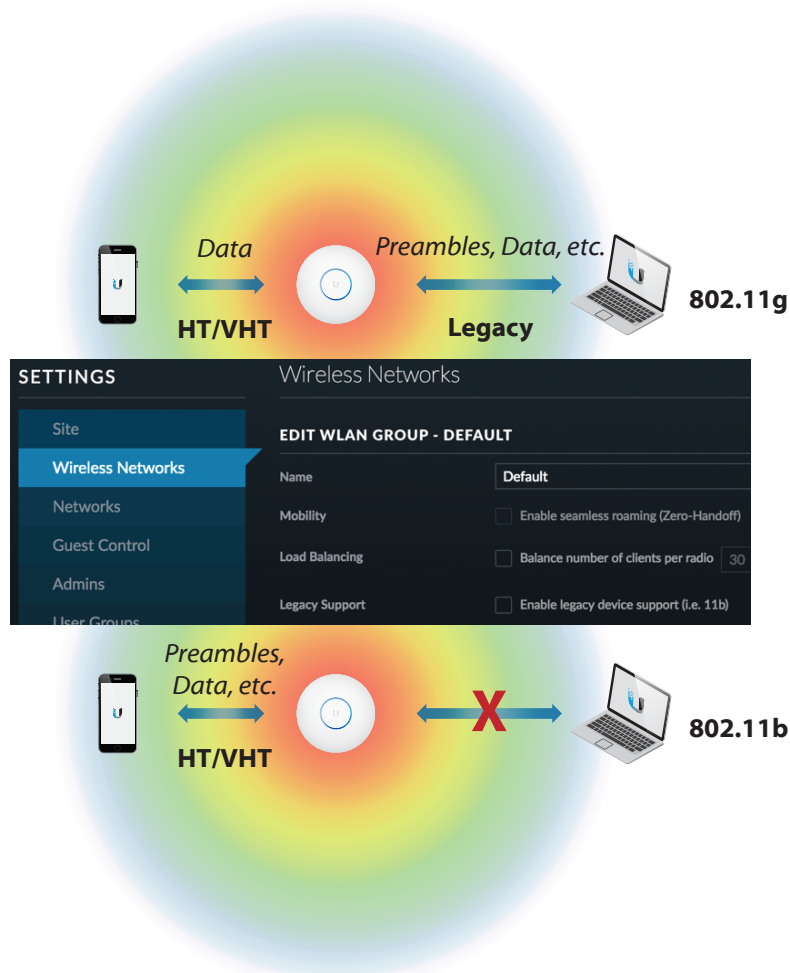 Data
Preambles, Data, etc.
HT/VHT
Legacy
802.11g
SETTINGS
Wireless Networks
Site
EDIT WLAN GROUP - DEFAULT
Wireless Networks
Name
Default
Networks
Mobility
Enable seamless roaming (Zero-Handoff)
Guest Control
Load Balancing
Balance number of clients per radio
30
Admins
Legacy Support
Enable legacy device support (i.e. 11b)
User Groups
Preambles,
Data, etc.
X
HT/VHT
802.11b